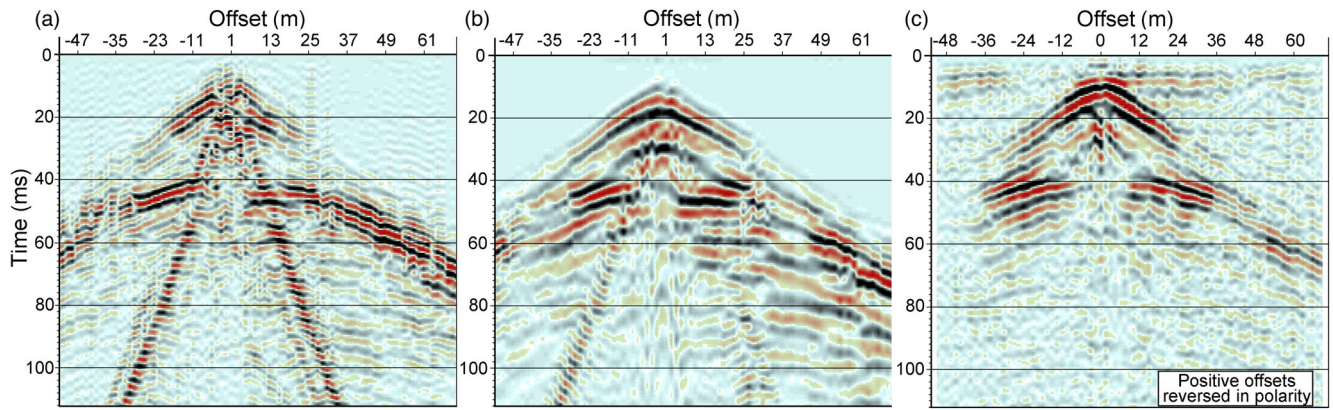 (a) Offset (m)
-47 -35 -23 -11 1 13 25 37 49 61
0
20
40
60
80
100
Time (ms)
(b) Offset (m)
-47 -35 -23 -11 1 13 25 37 49 61
0
20
40
60
80
100
(c) Offset (m)
-48 -36 -24 -12 0 12 24 36 48 60
0
20
40
60
80
100
Positive offsets
reversed in polarity